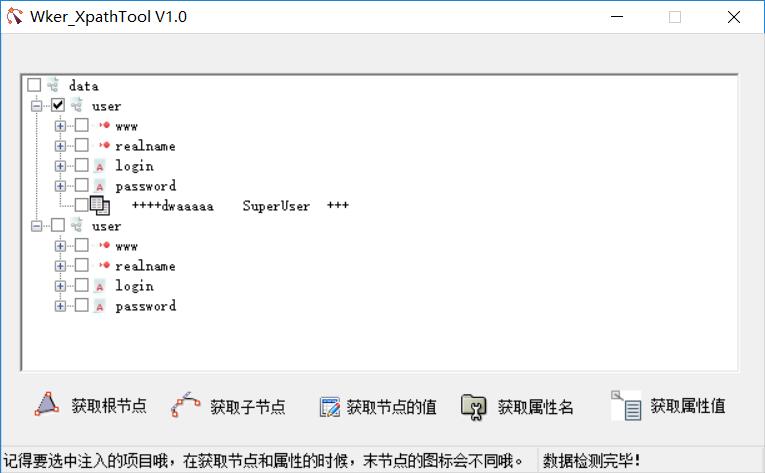 Wker_XpathTool V1.0
data
user
www
realname
login
password
++++dwaaaaa SuperUser +++
user
www
realname
login
password
获取根节点 获取子节点 获取节点的值 获取属性名 获取属性值
记得要选中注入的项目哦，在获取节点和属性的时候，末节点的图标会不同哦。 数据检测完毕!